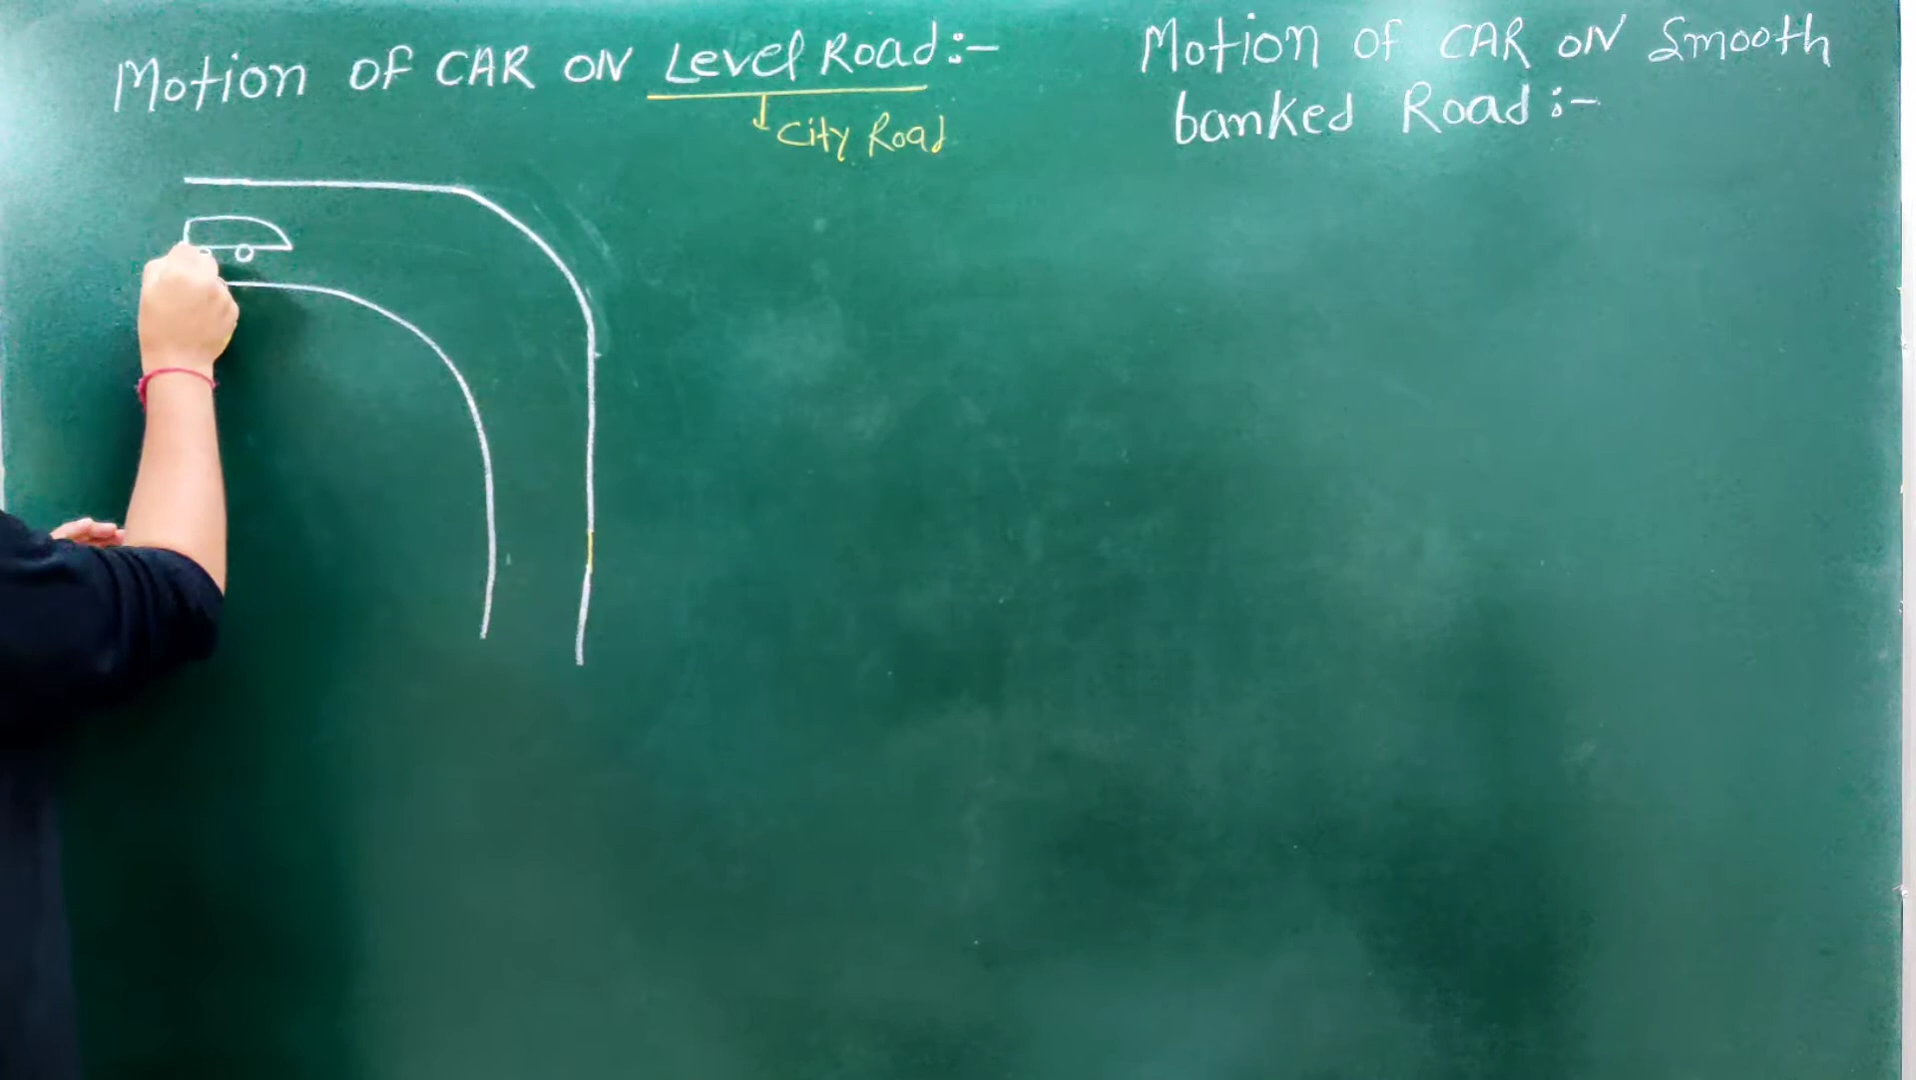 Motion OF CAR ON Level Road:-
City Road
Motion OF CAR ON Smooth
banked Road:-